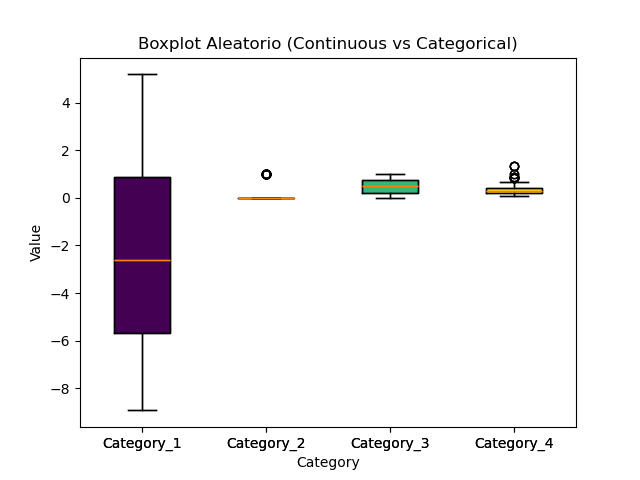 Boxplot Aleatorio (Continuous vs Categorical)
Value
4
2
0
−2
−4
−6
−8
Category_1 Category_2 Category_3 Category_4
Category